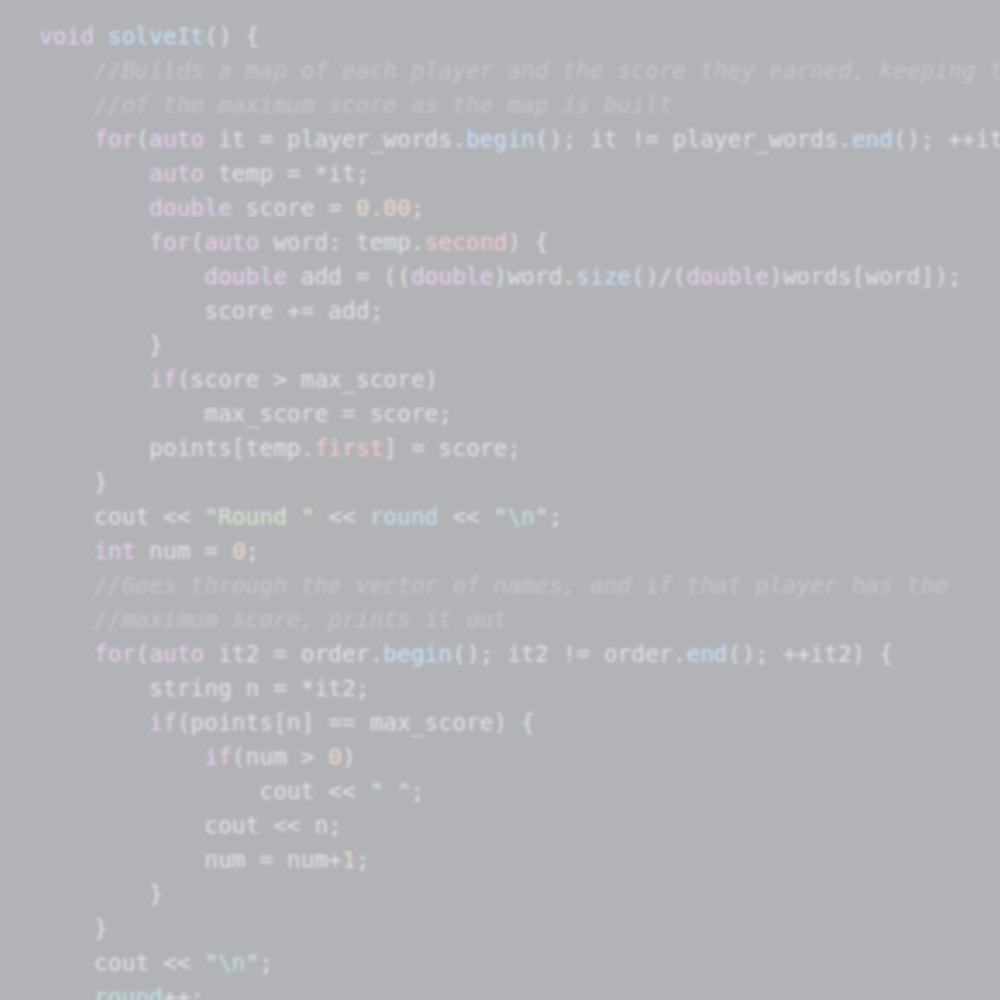 void solveIt() {
    //Builds a map of each player and the score they earned, keeping
    //of the maximum score as the map is built
    for(auto it = player_words.begin(); it != player_words.end(); ++it
        auto temp = *it;
        double score = 0.00;
        for(auto word: temp.second) {
            double add = ((double)word.size()/(double)words[word]);
            score += add;
        }
        if(score > max_score)
            max_score = score;
        points[temp.first] = score;
    }
    cout << "Round " << round << "\n";
    int num = 0;
    //Goes through the vector of names, and if that player has the
    //maximum score, prints it out
    for(auto it2 = order.begin(); it2 != order.end(); ++it2) {
        string n = *it2;
        if(points[n] == max_score) {
            if(num > 0)
                cout << " ";
            cout << n;
            num = num+1;
        }
    }
    cout << "\n";
    round++;